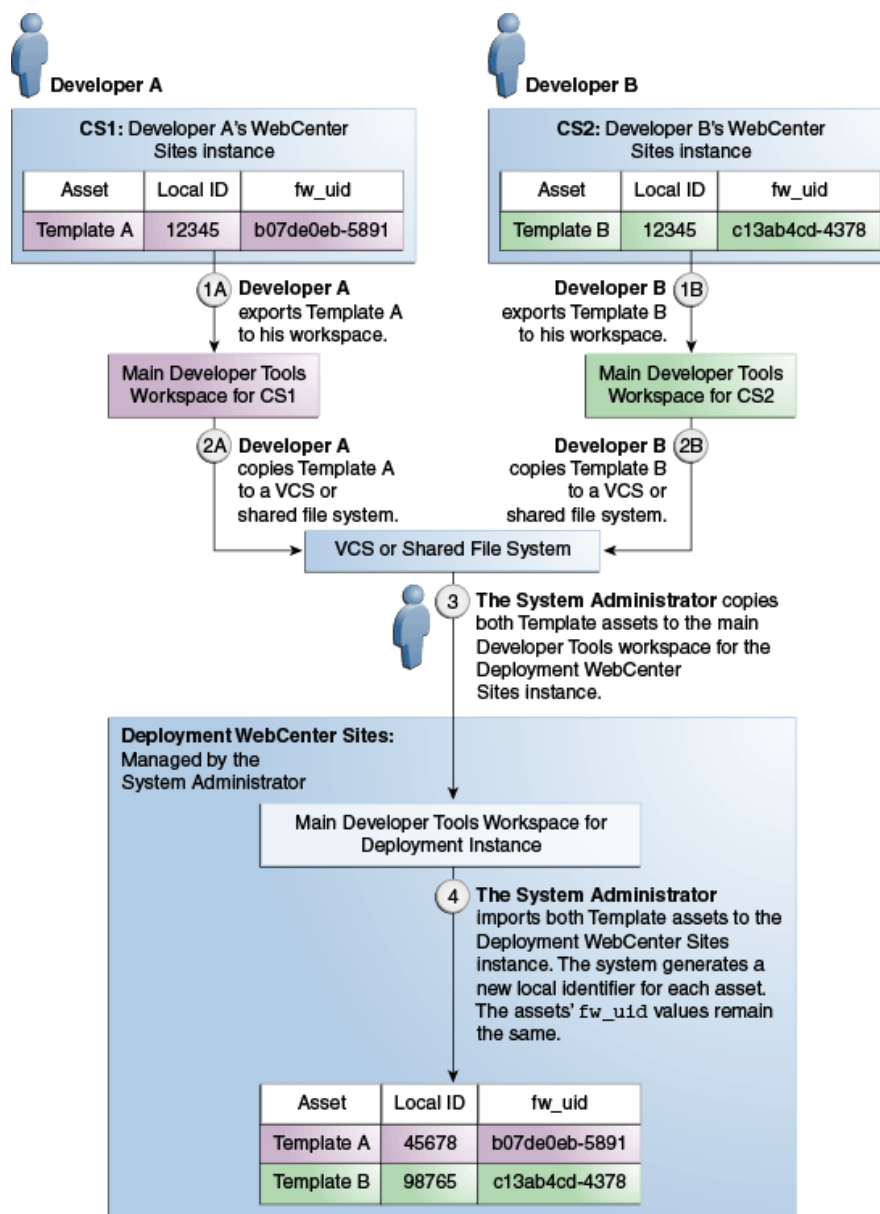 Developer A
CS1: Developer A's WebCenter
Sites instance
Asset Local ID fw_uid
Template A 12345 b07de0eb-5891
1A Developer A
exports Template A
to his workspace.
Main Developer Tools
Workspace for CS1
2A Developer A
copies Template A
to a VCS or
shared file system.
Developer B
CS2: Developer B's WebCenter
Sites instance
Asset Local ID fw_uid
Template B 12345 c13ab4cd-4378
Developer B 1B
exports Template B
to his workspace.
Main Developer Tools
Workspace for CS2
Developer B 2B
copies Template B
to a VCS or
shared file system.
VCS or Shared File System
3 The System Administrator copies
both Template assets to the main
Developer Tools workspace for the
Deployment WebCenter
Sites instance.
Deployment WebCenter Sites:
Managed by the
System Administrator
Main Developer Tools Workspace for
Deployment Instance
4 The System Administrator
imports both Template assets to the
Deployment WebCenter Sites
instance. The system generates a
new local identifier for each asset.
The assets' fw_uid values remain
the same.
Asset Local ID fw_uid
Template A 45678 b07de0eb-5891
Template B 98765 c13ab4cd-4378